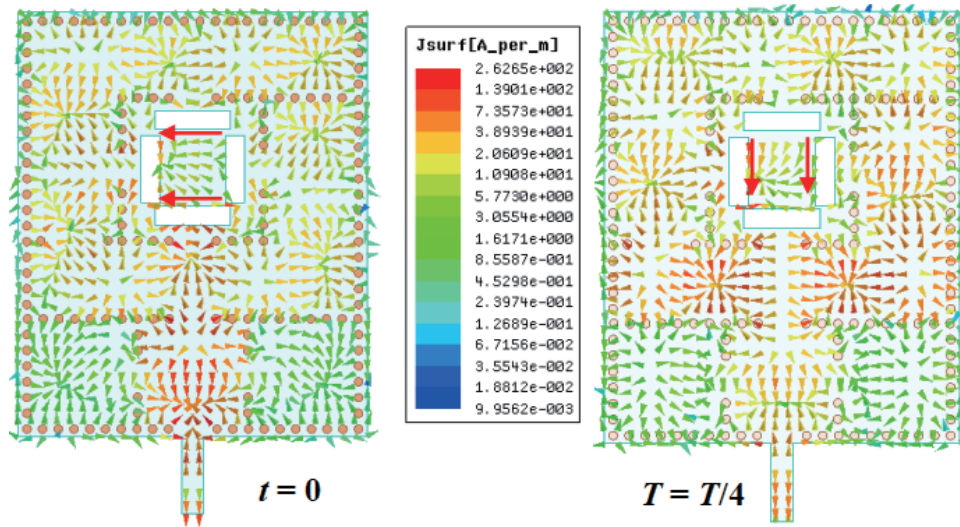 Jsurf[A_per_m]
2.6265e+002
1.3901e+002
7.3573e+001
3.8939e+001
2.0609e+001
1.0908e+001
5.7730e+000
3.0554e+000
1.6171e+000
8.5587e-001
4.5298e-001
2.3974e-001
1.2689e-001
6.7156e-002
3.5543e-002
1.8812e-002
9.9562e-003
t = 0
T = T/4